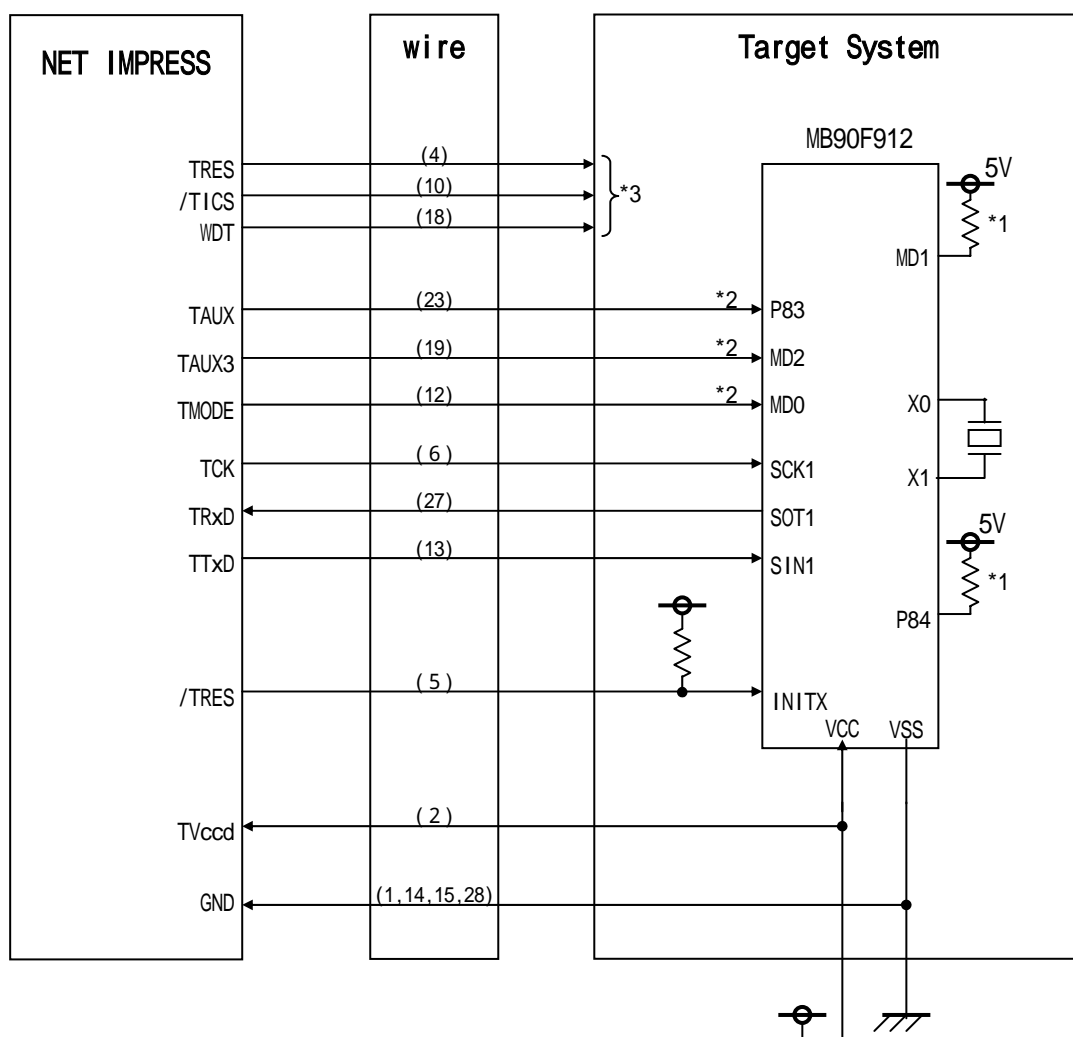 NET IMPRESS
wire
Target System
MB90F912
TRES
(4)
/TICS
(10)
*3
WDT
(18)
5V
*1
MD1
TAUX
(23)
*2
P83
TAUX3
(19)
*2
MD2
TMODE
(12)
*2
MD0
X0
TCK
(6)
SCK1
X1
TRxD
(27)
SOT1
5V
TTxD
(13)
SIN1
*1
P84
/TRES
(5)
INITX
VCC
VSS
TVccd
(2)
GND
(1,14,15,28)